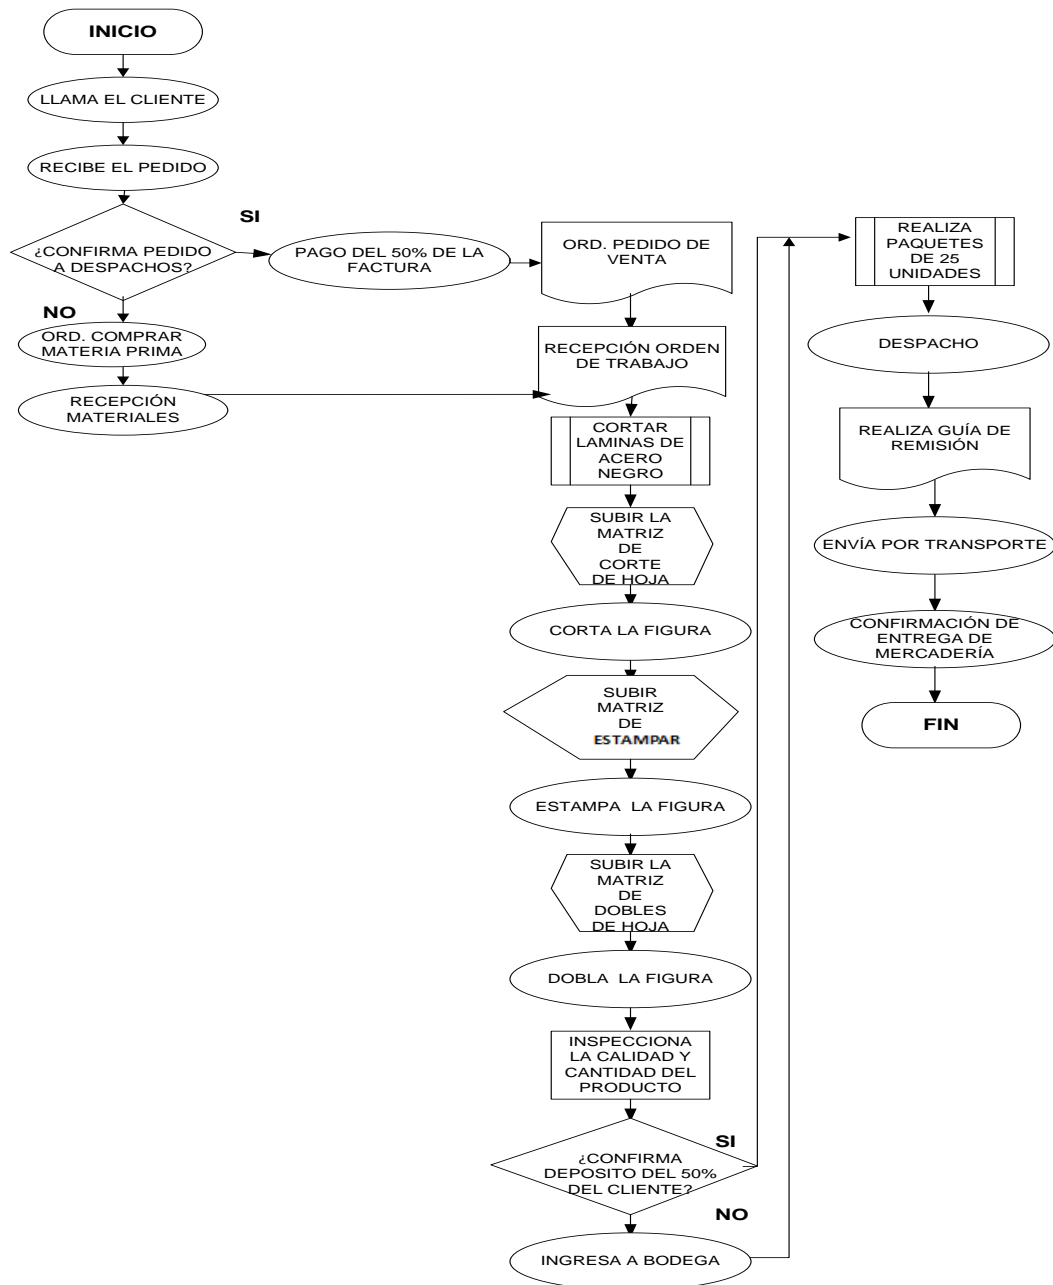 INICIO
LLAMA EL CLIENTE
RECIBE EL PEDIDO
¿CONFIRMA PEDIDO
A DESPACHOS?
SI
NO
PAGO DEL 50% DE LA
FACTURA
ORD. PEDIDO DE
VENTA
ORD. COMPRAR
MATERIA PRIMA
RECEPCIÓN
MATERIALES
RECEPCIÓN ORDEN
DE TRABAJO
CORTAR
LAMINAS DE
ACERO
NEGRO
SUBIR LA
MATRIZ
DE
CORTE
DE HOJA
CORTA LA FIGURA
SUBIR
MATRIZ
DE
ESTAMPAR
ESTAMPA LA FIGURA
SUBIR LA
MATRIZ
DE
DOBLES
DE HOJA
DOBLA LA FIGURA
INSPECCIONA
LA CALIDAD Y
CANTIDAD DEL
PRODUCTO
¿CONFIRMA
DEPOSITO DEL 50%
DEL CLIENTE?
SI
NO
INGRESA A BODEGA
REALIZA
PAQUETES
DE 25
UNIDADES
DESPACHO
REALIZA GUÍA DE
REMISIÓN
ENVÍA POR TRANSPORTE
CONFIRMACIÓN DE
ENTREGA DE
MERCADERÍA
FIN